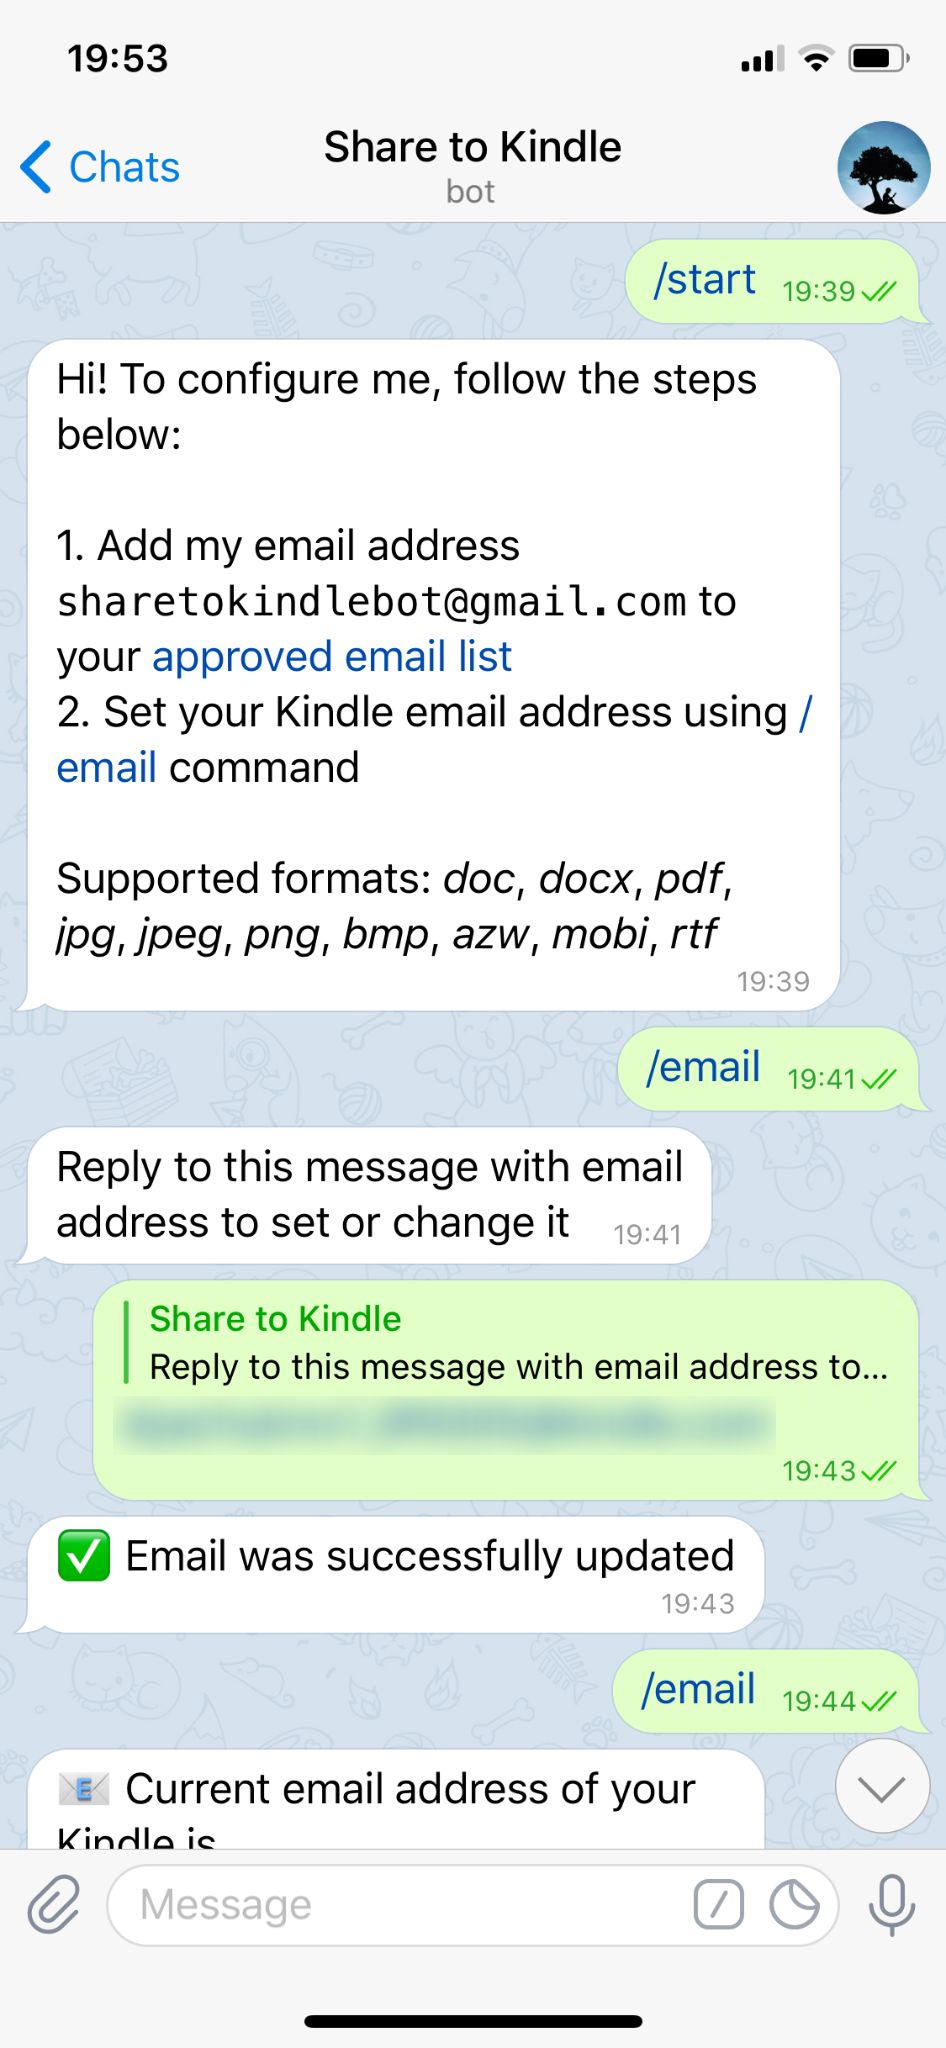 19:53
Chats
Share to Kindle
bot
/start 19:39
Hi! To configure me, follow the steps
below:
1. Add my email address
sharetokindlebot@gmail.com to
your approved email list
2. Set your Kindle email address using /
email command
Supported formats: doc, docx, pdf,
jpg, jpeg, png, bmp, azw, mobi, rtf
19:39
/email 19:41
Reply to this message with email
address to set or change it 19:41
Share to Kindle
Reply to this message with email address to...
19:43
Email was successfully updated
19:43
/email 19:44
Current email address of your
Kindle is
Message